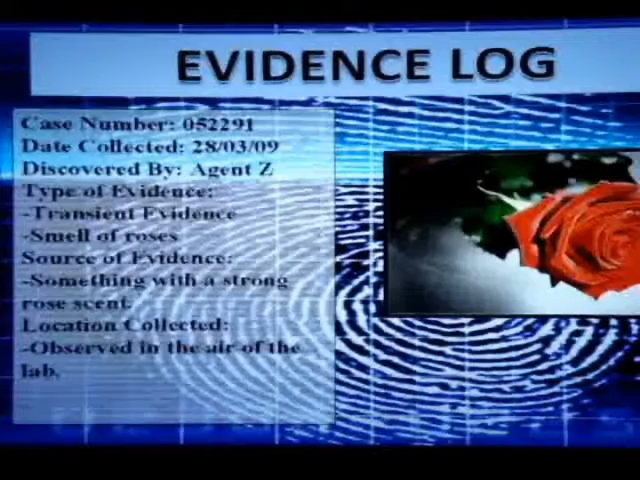 EVIDENCE LOG
Case Number: 052291
Date Collected: 28/03/09
Discovered By: Agent Z
Type of Evidence:
-Transient Evidence
-Smell of roses
Source of Evidence:
-Something with a strong
rose scent.
Location Collected:
-Observed in the air of the
lab.